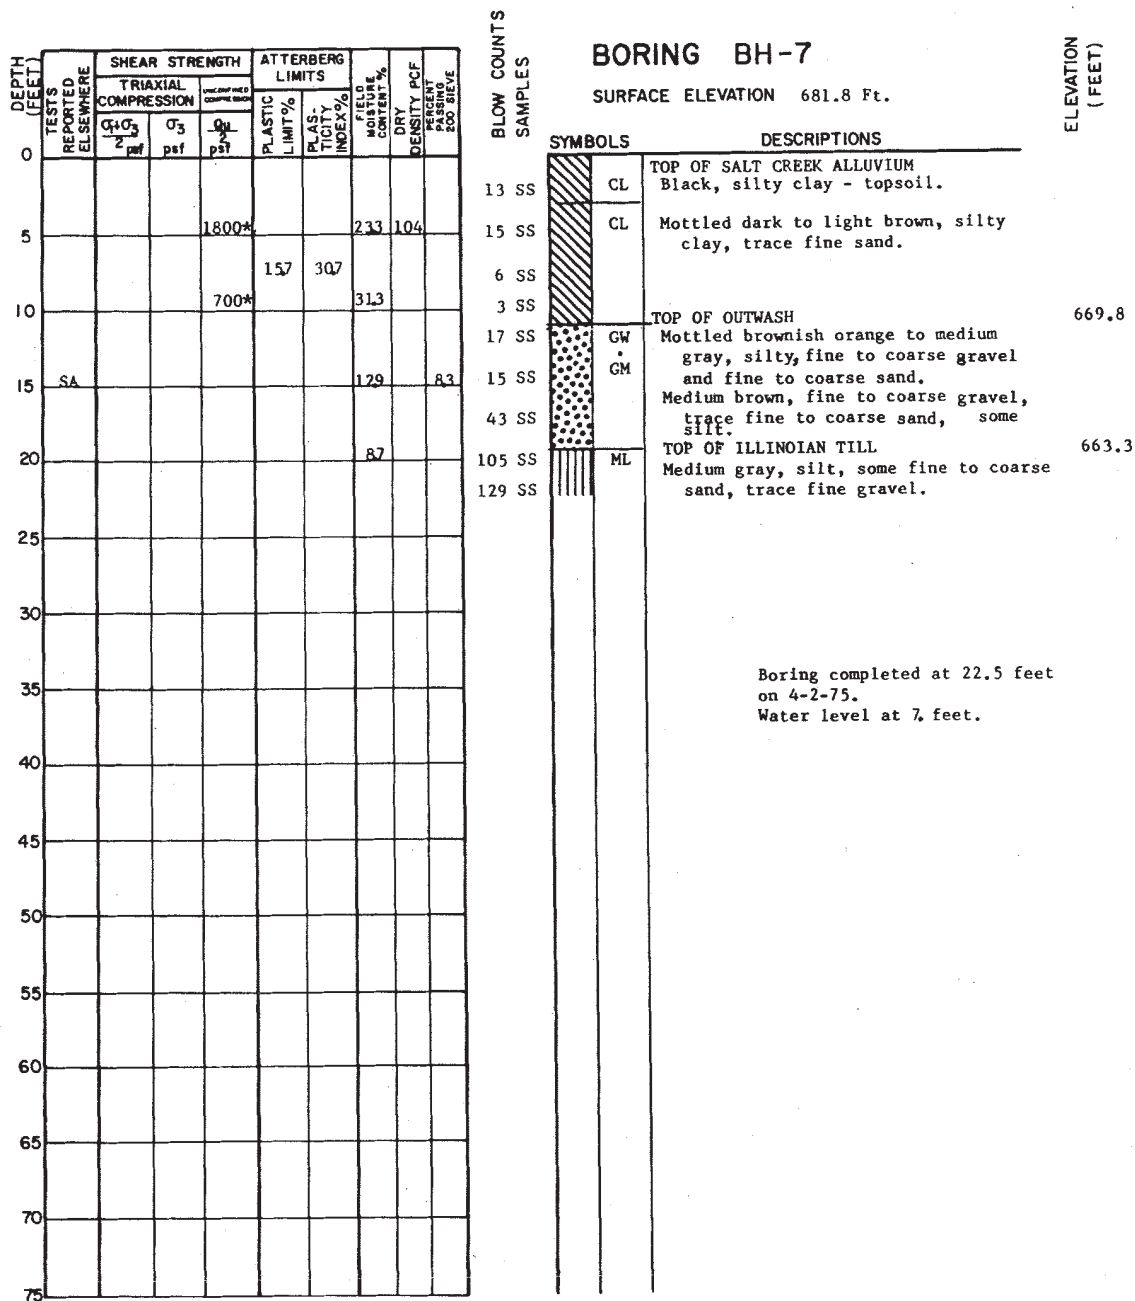 BORING BH-7
SURFACE ELEVATION 681.8 Ft.
DEPTH (FEET)
TESTS REPORTED ELSEWHERE
SHEAR STRENGTH
TRIAXIAL COMPRESSION
UNCONFINED COMPRESSION
σ1+σ3
2 psf
σ3
psf
Qu
2
psf
ATTERBERG LIMITS
PLASTIC LIMIT%
PLAS-
TICITY
INDEX%
FIELD MOISTURE CONTENT %
DRY DENSITY PCF
PERCENT PASSING 200 SIEVE
BLOW COUNTS
SAMPLES
SYMBOLS
DESCRIPTIONS
ELEVATION (FEET)
0
TOP OF SALT CREEK ALLUVIUM
13 SS CL Black, silty clay - topsoil.
5 1800* 23.3 104 15 SS CL Mottled dark to light brown, silty
clay, trace fine sand.
15.7 30.7 6 SS
10 700* 31.3 3 SS
TOP OF OUTWASH 669.8
17 SS GW Mottled brownish orange to medium
gray, silty, fine to coarse gravel
15 SA 12.9 8.3 15 SS GM and fine to coarse sand.
Medium brown, fine to coarse gravel,
43 SS trace fine to coarse sand, some
silt.
TOP OF ILLINOIAN TILL 663.3
20 8.7 105 SS ML Medium gray, silt, some fine to coarse
129 SS sand, trace fine gravel.
25
30
35
Boring completed at 22.5 feet
on 4-2-75.
Water level at 7. feet.
40
45
50
55
60
65
70
75